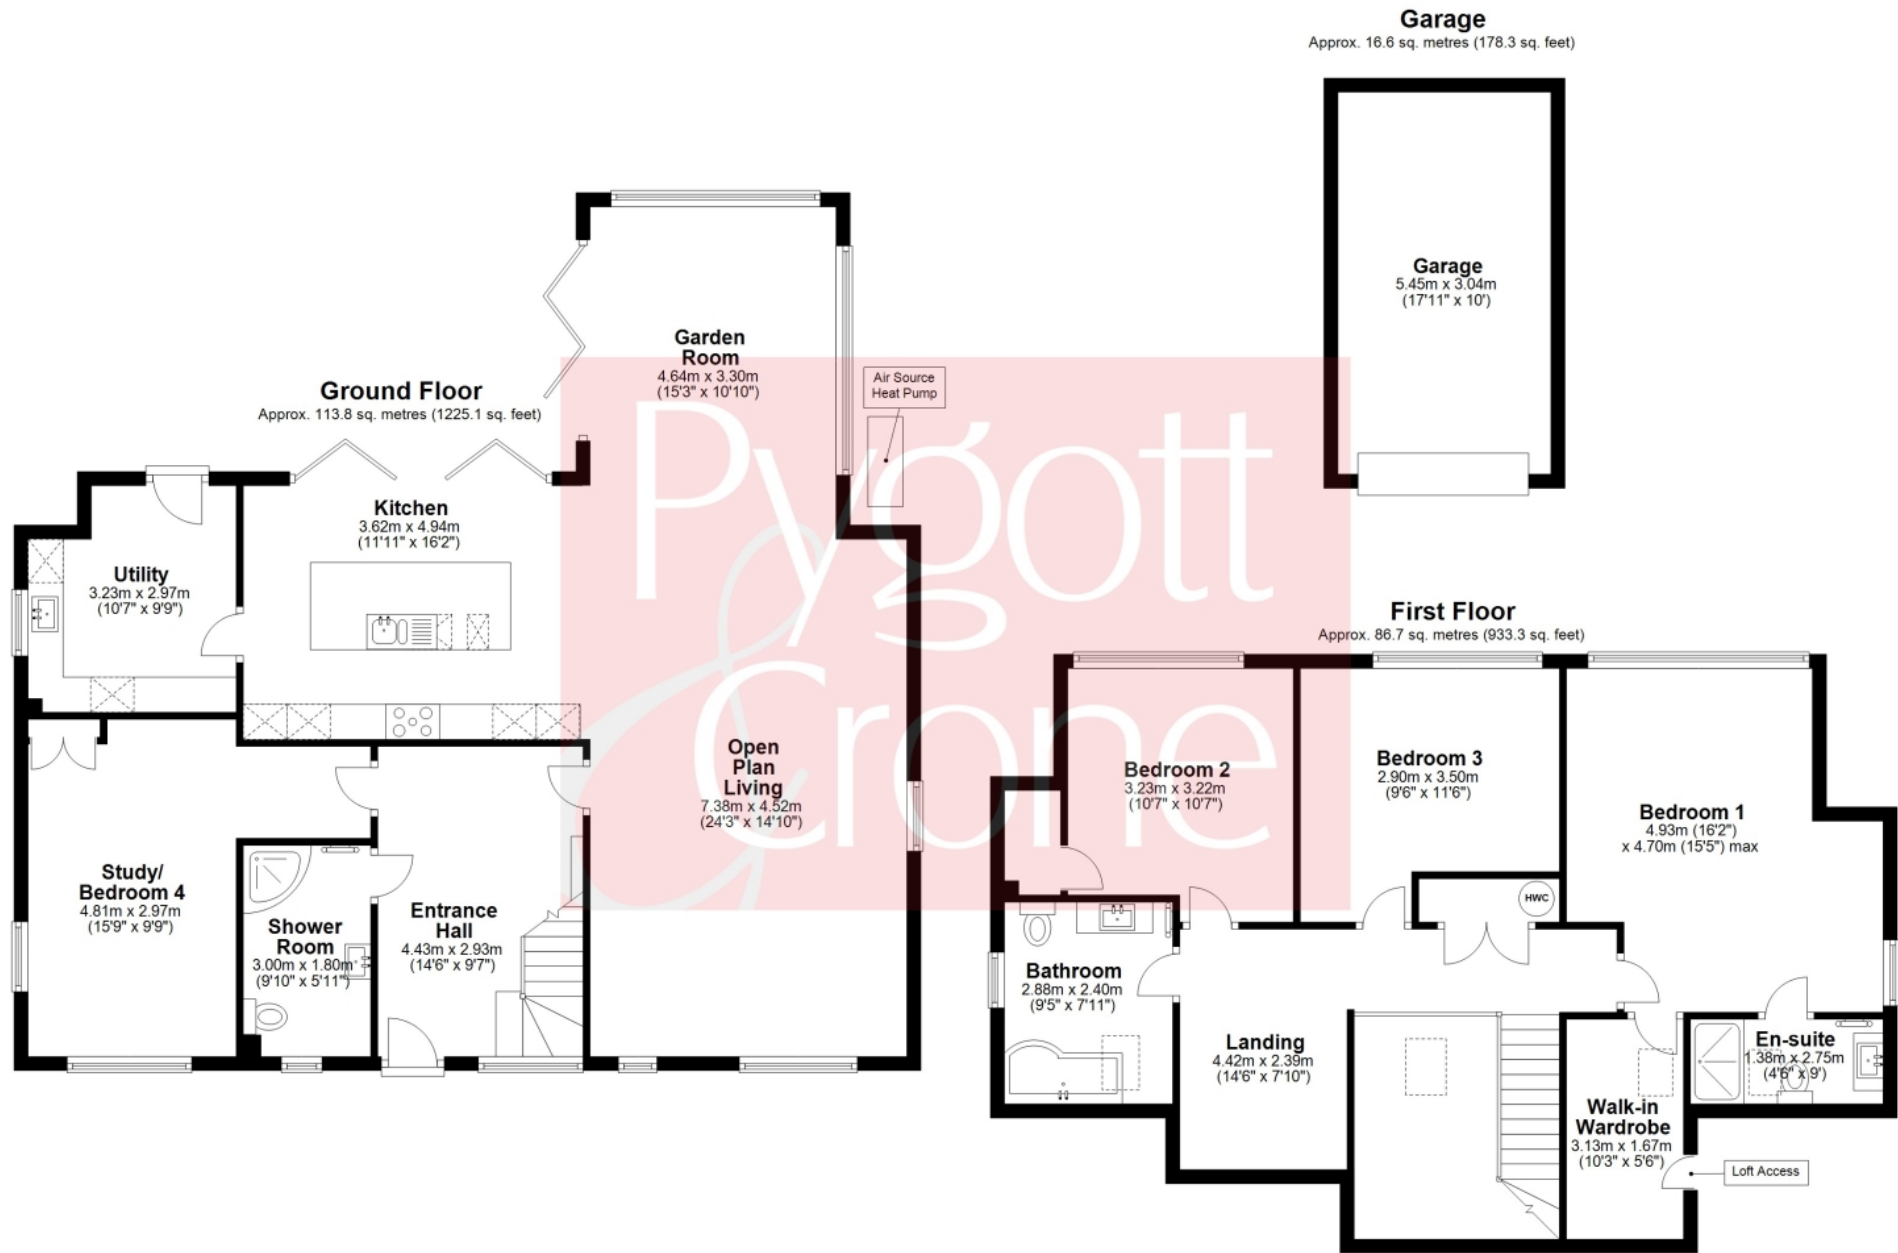 Garage
Approx. 16.6 sq. metres (178.3 sq. feet)
Garage
5.45m x 3.04m
(17'11" x 10')
Ground Floor
Approx. 113.8 sq. metres (1225.1 sq. feet)
Garden
Room
4.64m x 3.30m
(15'3" x 10'10")
Air Source
Heat Pump
Kitchen
3.62m x 4.94m
(11'11" x 16'2")
Utility
3.23m x 2.97m
(10'7" x 9'9")
Open
Plan
Living
7.38m x 4.52m
(24'3" x 14'10")
Study/
Bedroom 4
4.81m x 2.97m
(15'9" x 9'9")
Shower
Room
3.00m x 1.80m
(9'10" x 5'11")
Entrance
Hall
4.43m x 2.93m
(14'6" x 9'7")
Pygott
&
Crone
First Floor
Approx. 86.7 sq. metres (933.3 sq. feet)
Bedroom 2
3.23m x 3.22m
(10'7" x 10'7")
Bedroom 3
2.90m x 3.50m
(9'6" x 11'6")
Bedroom 1
4.93m (16'2")
x 4.70m (15'5") max
HWC
Bathroom
2.88m x 2.40m
(9'5" x 7'11")
Landing
4.42m x 2.39m
(14'6" x 7'10")
En-suite
1.38m x 2.75m
(4'6" x 9')
Walk-in
Wardrobe
3.13m x 1.67m
(10'3" x 5'6")
Loft Access